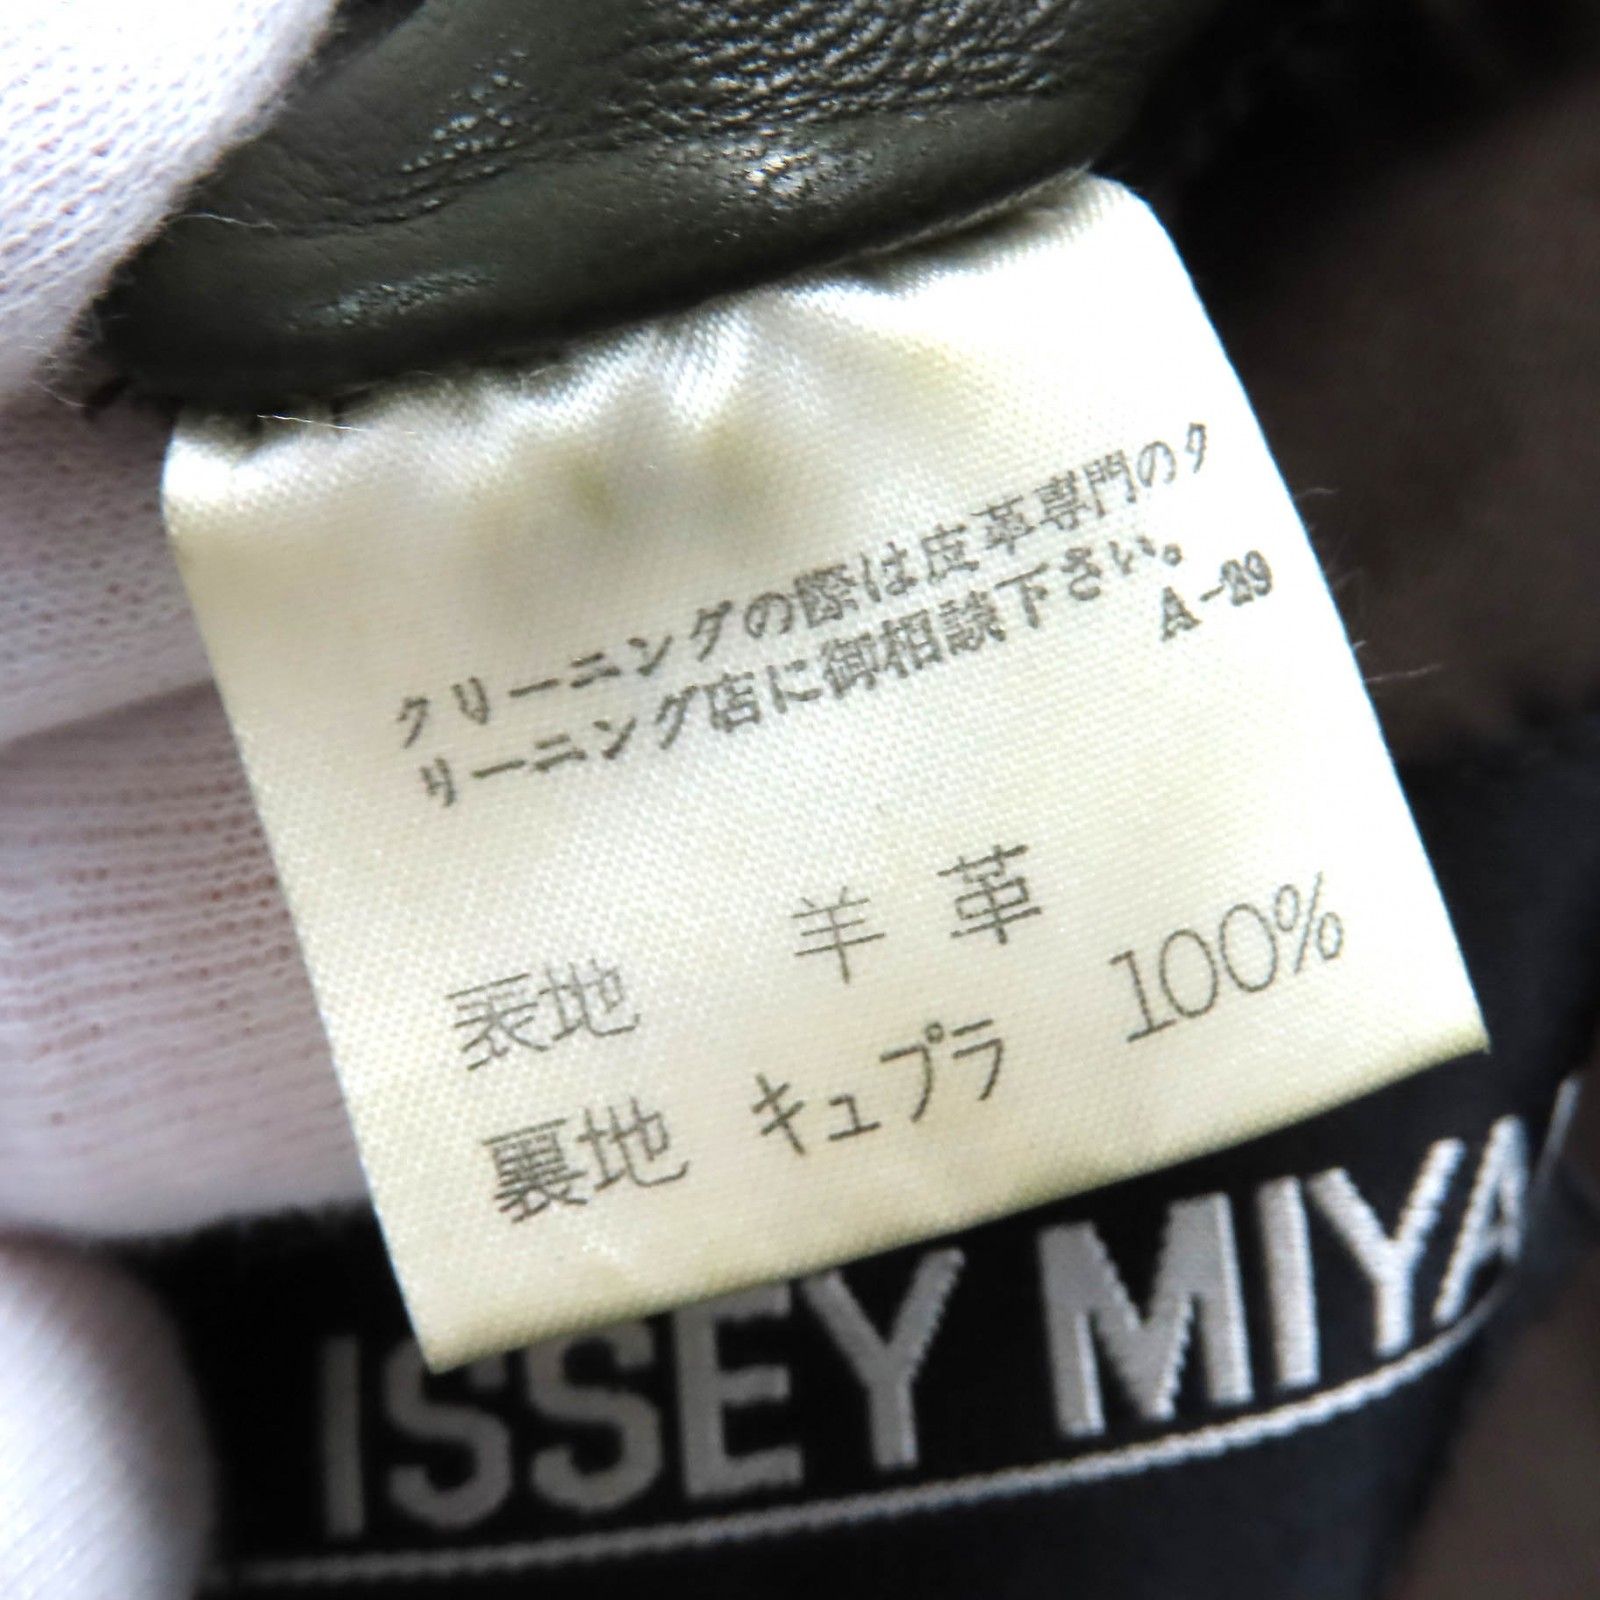 クリーニングの際は皮革専門のク
リーニング店に御相談下さい。
A-29
表地 羊革
裏地 キュプラ 100%
ISSEY MIYA